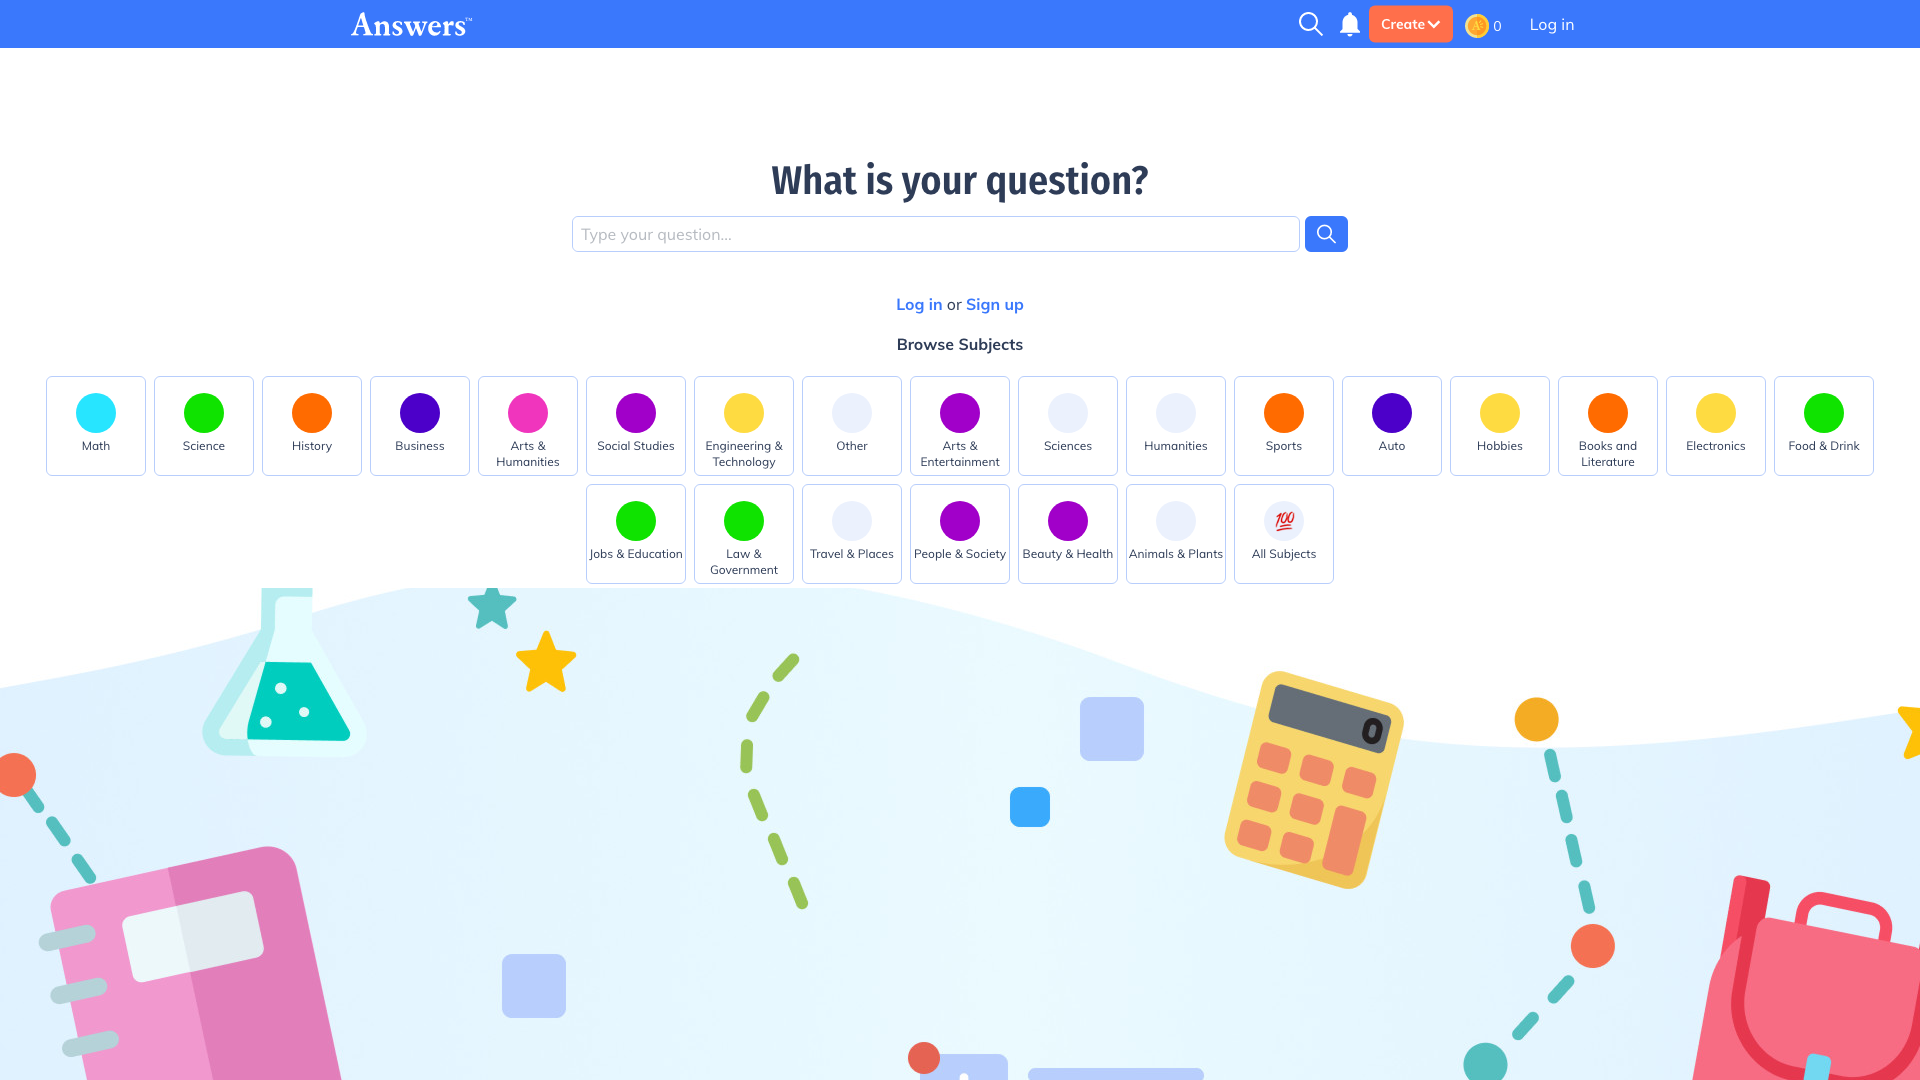 Answers™
Create
0
Log in
What is your question?
Type your question...
Log in or Sign up
Browse Subjects
Math
Science
History
Business
Arts &
Humanities
Social Studies
Engineering &
Technology
Other
Arts &
Entertainment
Sciences
Humanities
Sports
Auto
Hobbies
Books and
Literature
Electronics
Food & Drink
Jobs & Education
Law &
Government
Travel & Places
People & Society
Beauty & Health
Animals & Plants
100
All Subjects
0